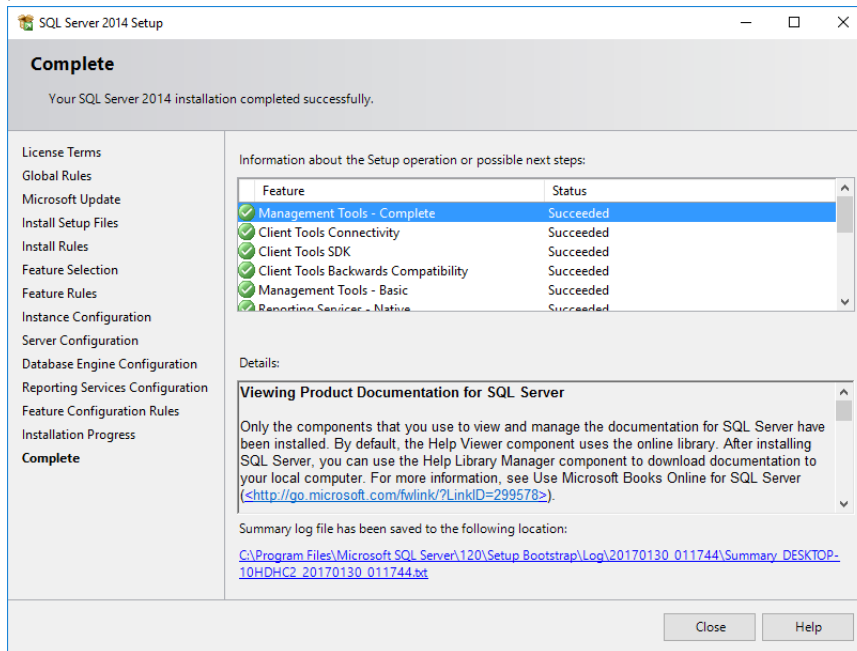 SQL Server 2014 Setup
Complete
Your SQL Server 2014 installation completed successfully.
License Terms
Global Rules
Microsoft Update
Install Setup Files
Install Rules
Feature Selection
Feature Rules
Instance Configuration
Server Configuration
Database Engine Configuration
Reporting Services Configuration
Feature Configuration Rules
Installation Progress
Complete
Information about the Setup operation or possible next steps:
Feature Status
Management Tools - Complete Succeeded
Client Tools Connectivity Succeeded
Client Tools SDK Succeeded
Client Tools Backwards Compatibility Succeeded
Management Tools - Basic Succeeded
Reporting Services - Native Succeeded
Details:
Viewing Product Documentation for SQL Server
Only the components that you use to view and manage the documentation for SQL Server have
been installed. By default, the Help Viewer component uses the online library. After installing
SQL Server, you can use the Help Library Manager component to download documentation to
your local computer. For more information, see Use Microsoft Books Online for SQL Server
(<http://go.microsoft.com/fwlink/?LinkID=299578>).
Summary log file has been saved to the following location:
C:\Program Files\Microsoft SQL Server\120\Setup Bootstrap\Log\20170130_011744\Summary_DESKTOP-
10HDHC2_20170130_011744.txt
Close Help